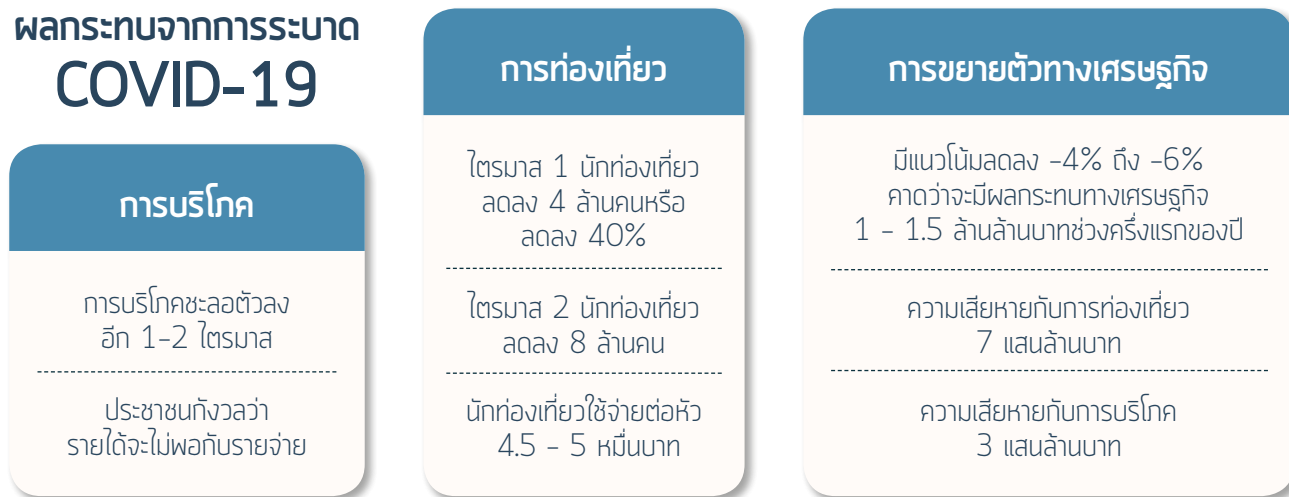 ผลกระทบจากการระบาด
COVID-19
การบริโภค
การบริโภคชะลอตัวลง
อีก 1-2 ไตรมาส
ประชาชนกังวลว่า
รายได้จะไม่พอกับรายจ่าย
การท่องเที่ยว
ไตรมาส 1 นักท่องเที่ยว
ลดลง 4 ล้านคนหรือ
ลดลง 40%
ไตรมาส 2 นักท่องเที่ยว
ลดลง 8 ล้านคน
นักท่องเที่ยวใช้จ่ายต่อหัว
4.5 - 5 หมื่นบาท
การขยายตัวทางเศรษฐกิจ
มีแนวโน้มลดลง -4% ถึง -6%
คาดว่าจะมีผลกระทบทางเศรษฐกิจ
1 - 1.5 ล้านล้านบาทช่วงครึ่งแรกของปี
ความเสียหายกับการท่องเที่ยว
7 แสนล้านบาท
ความเสียหายกับการบริโภค
3 แสนล้านบาท